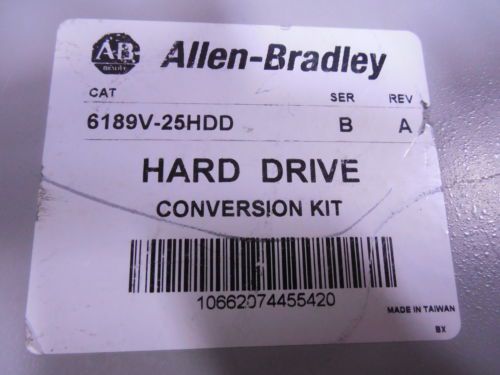 AB Allen-Bradley
CAT SER REV
6189V-25HDD B A
HARD DRIVE
CONVERSION KIT
10662074455420
MADE IN TAIWAN
BX